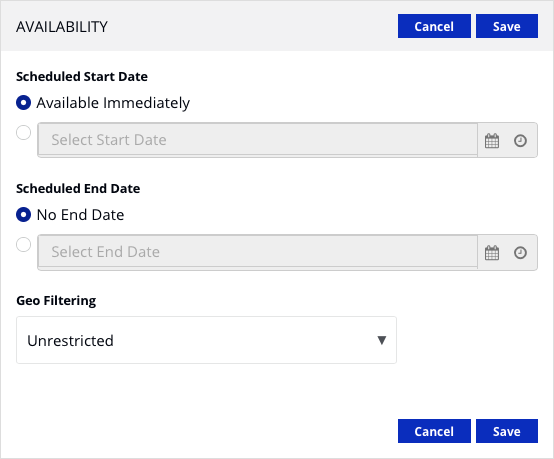 AVAILABILITY
Cancel
Save
Scheduled Start Date
Available Immediately
Select Start Date
Scheduled End Date
No End Date
Select End Date
Geo Filtering
Unrestricted
Cancel
Save